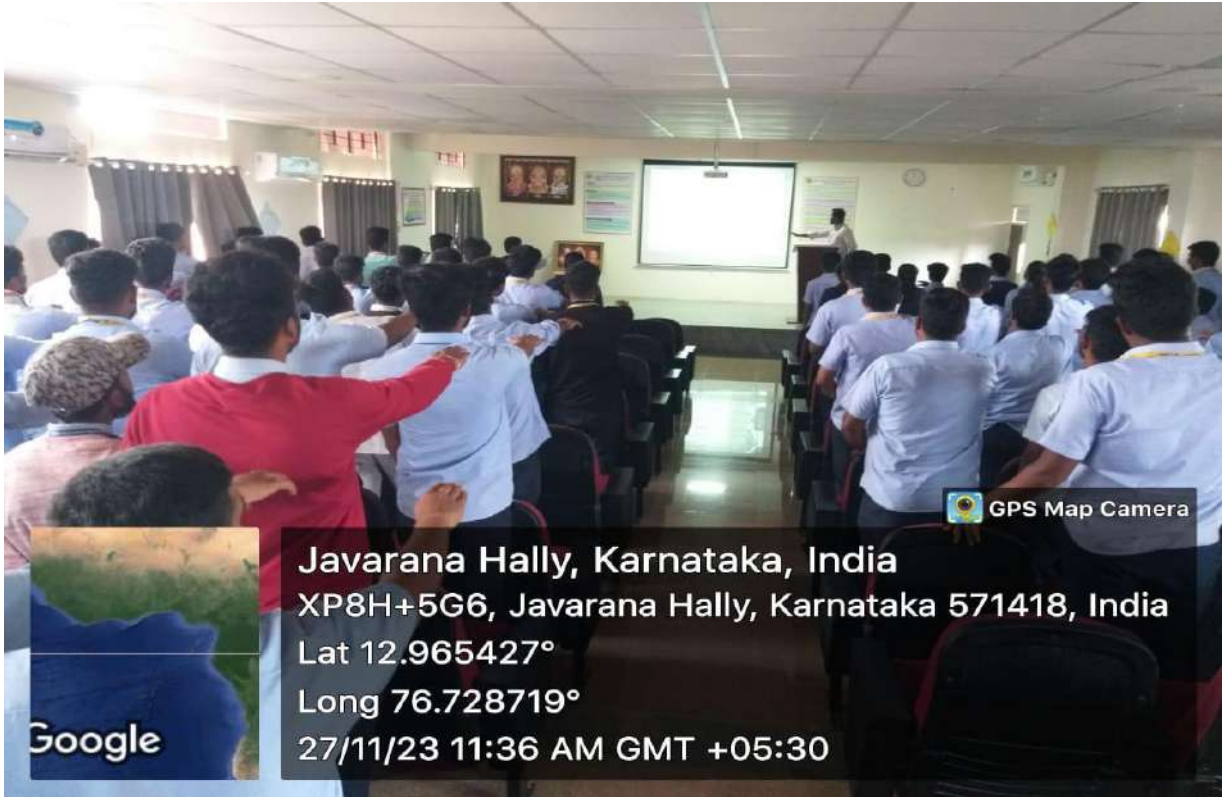 GPS Map Camera
Javarana Hally, Karnataka, India
XP8H+5G6, Javarana Hally, Karnataka 571418, India
Lat 12.965427°
Long 76.728719°
27/11/23 11:36 AM GMT +05:30
Google